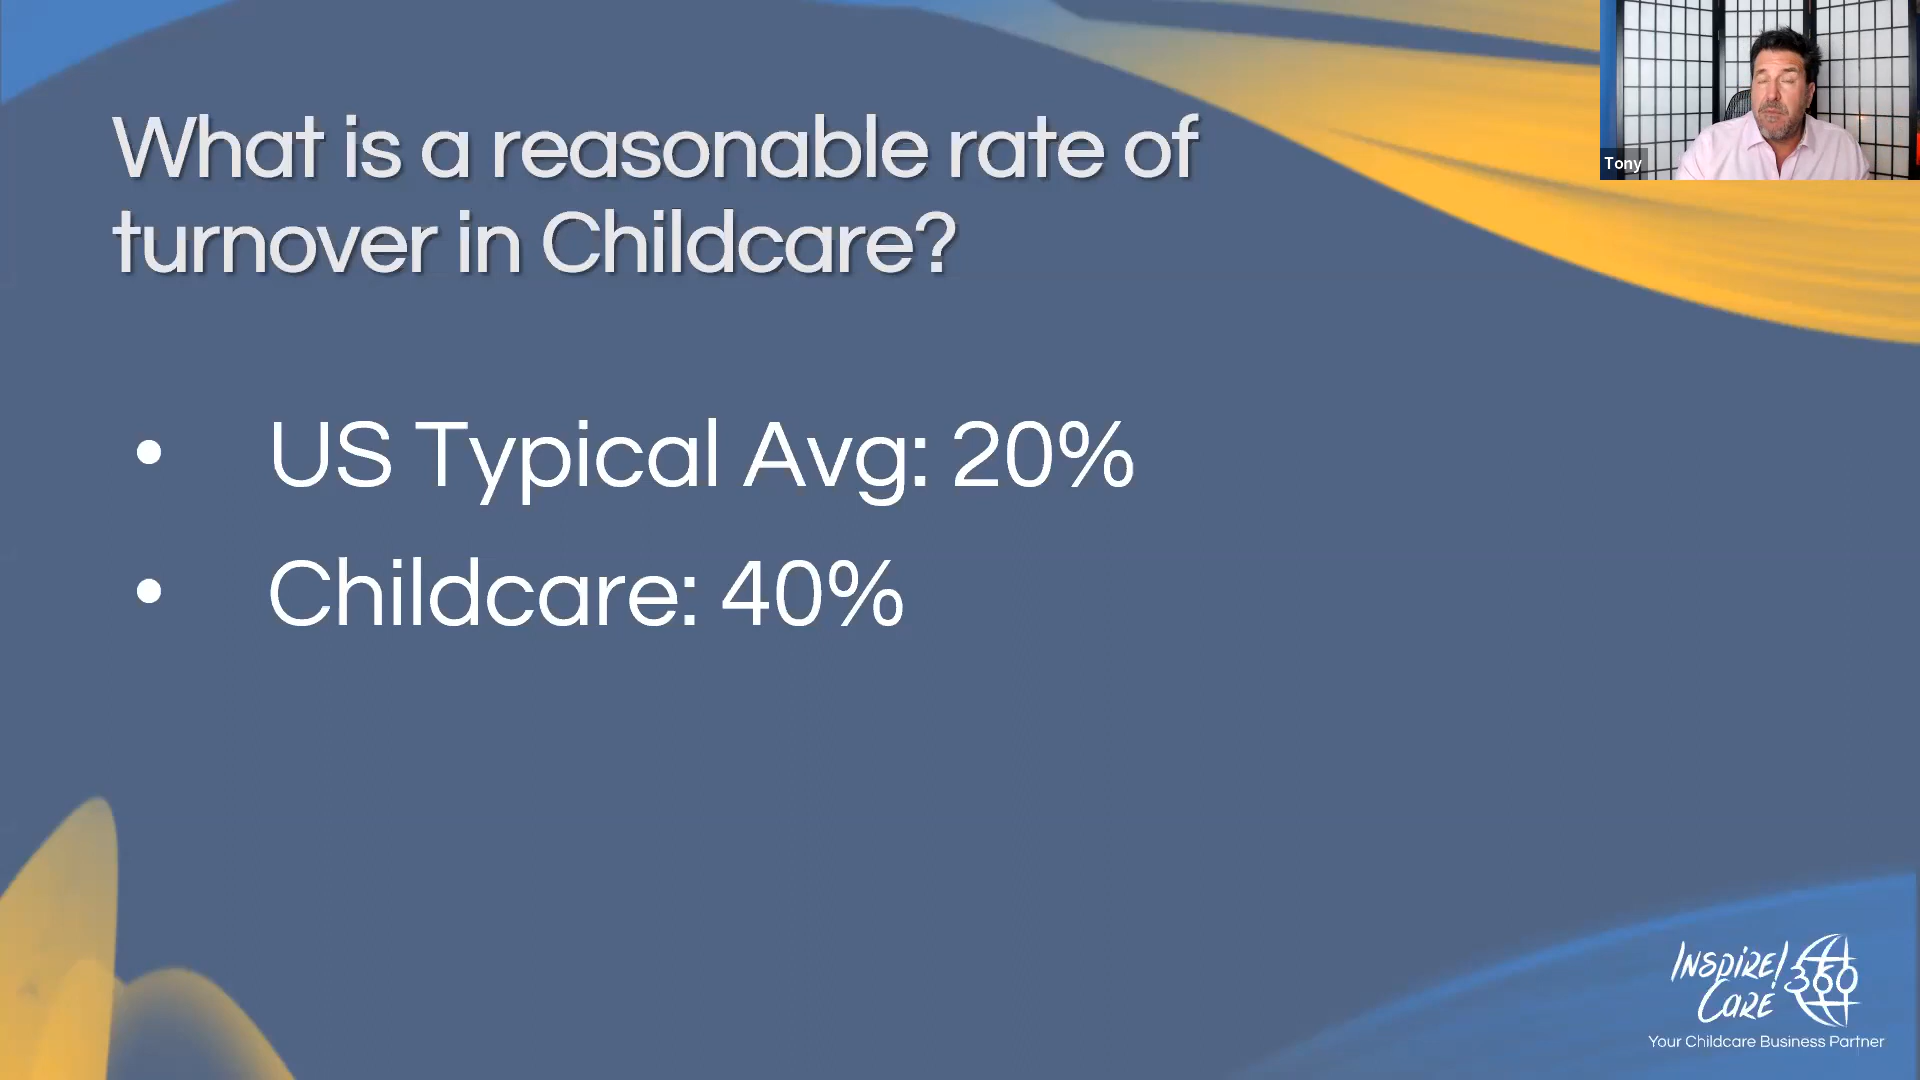 What is a reasonable rate of
turnover in Childcare?
• US Typical Avg: 20%
• Childcare: 40%
Tony
INSPIRE! 360
CARE
Your Childcare Business Partner